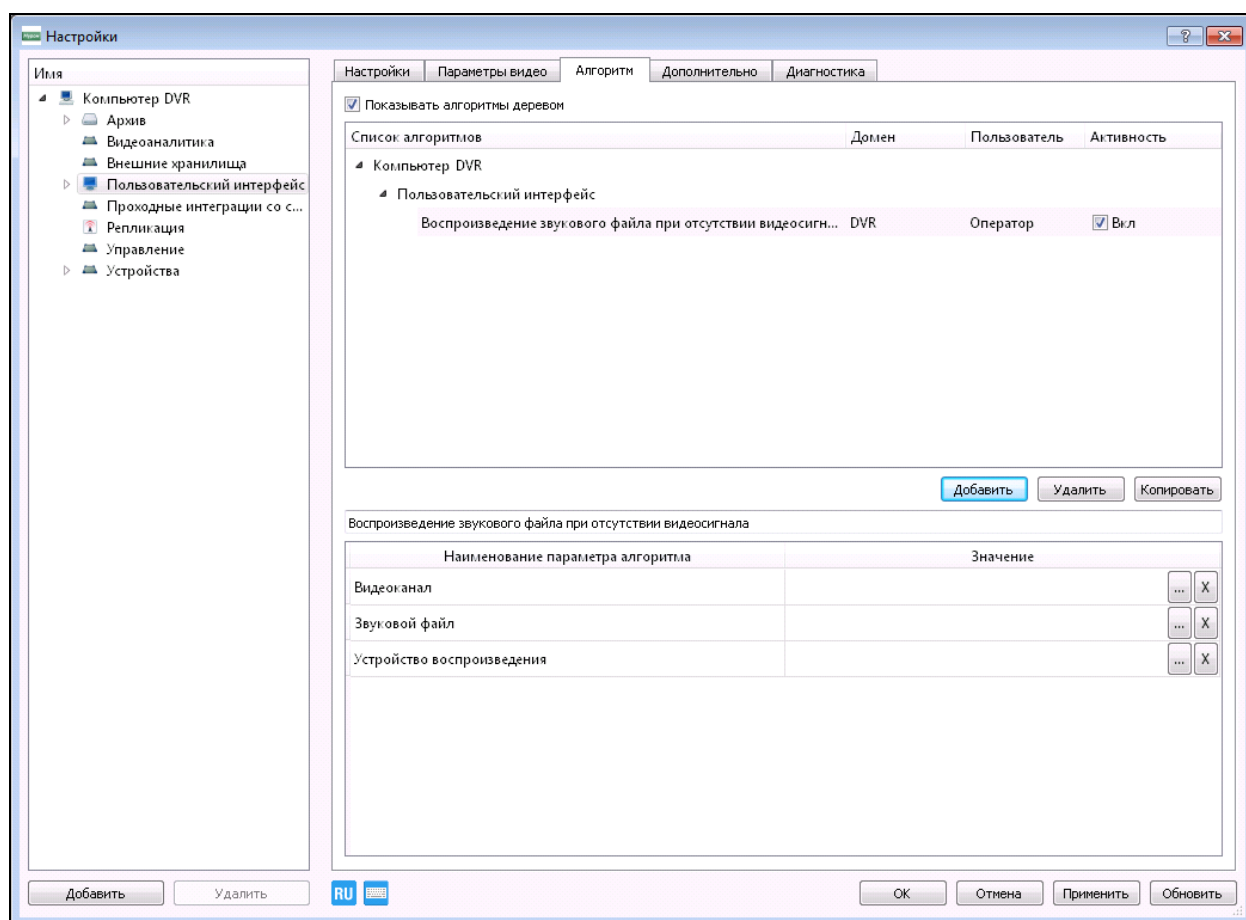 Настройки
Имя
Компьютер DVR
Архив
Видеоаналитика
Внешние хранилища
Пользовательский интерфейс
Проходные интеграции со с...
Репликация
Управление
Устройства
Добавить Удалить
Настройки Параметры видео Алгоритм Дополнительно Диагностика
Показывать алгоритмы деревом
Список алгоритмов Домен Пользователь Активность
Компьютер DVR
Пользовательский интерфейс
Воспроизведение звукового файла при отсутствии видеосигн... DVR Оператор Вкл
Добавить Удалить Копировать
Воспроизведение звукового файла при отсутствии видеосигнала
Наименование параметра алгоритма Значение
Видеоканал ... X
Звуковой файл ... X
Устройство воспроизведения ... X
RU OK Отмена Применить Обновить